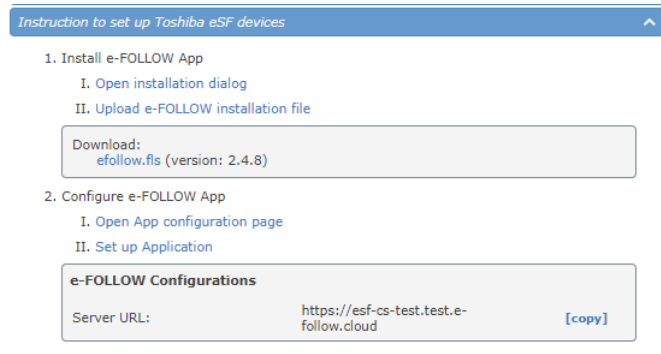 Instruction to set up Toshiba eSF devices
1. Install e-FOLLOW App
I. Open installation dialog
II. Upload e-FOLLOW installation file
Download:
efollow.fls (version: 2.4.8)
2. Configure e-FOLLOW App
I. Open App configuration page
II. Set up Application
e-FOLLOW Configurations
Server URL: https://esf-cs-test.test.e- [copy]
follow.cloud